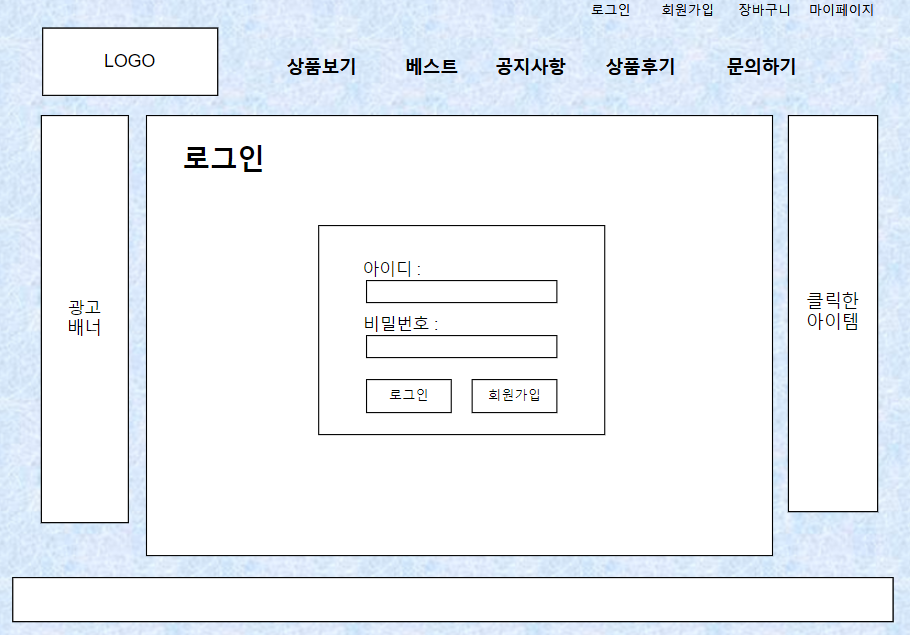 로그인 회원가입 장바구니 마이페이지
LOGO
상품보기 베스트 공지사항 상품후기 문의하기
로그인
아이디 :
비밀번호 :
로그인 회원가입
광고
배너
클릭한
아이템